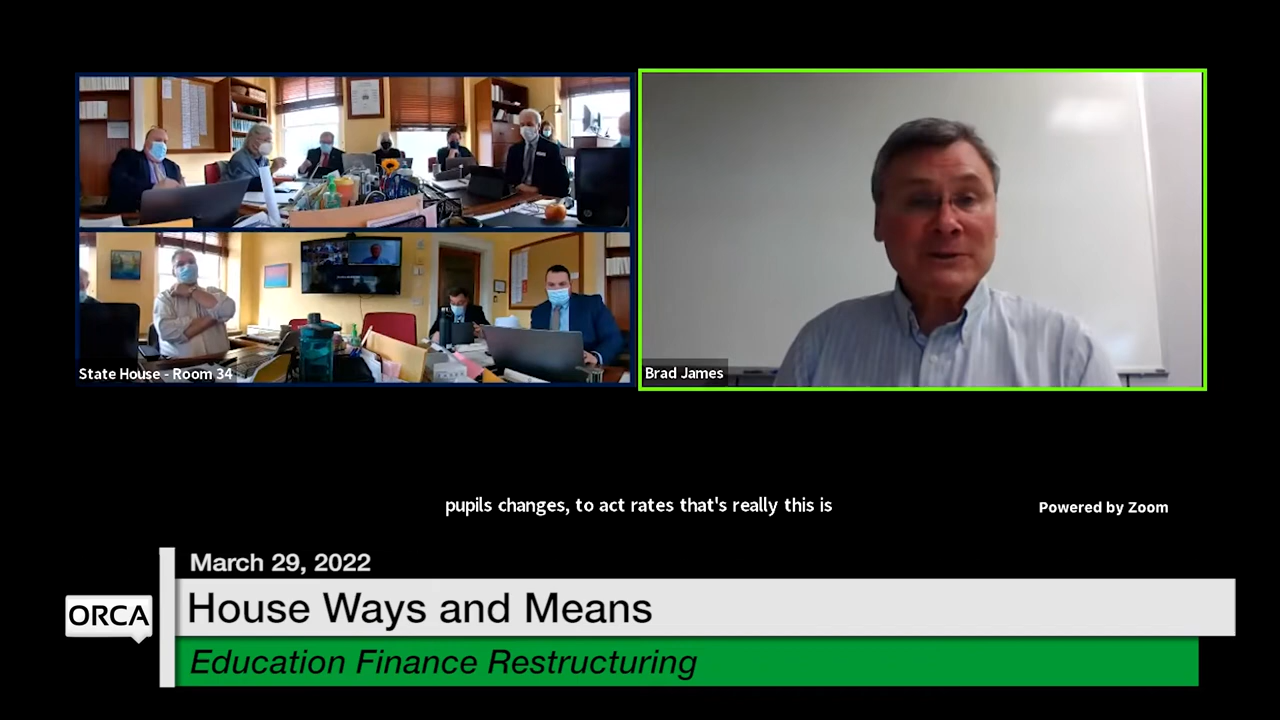 State House - Room 34
Brad James
pupils changes, to act rates that's really this is
Powered by Zoom
March 29, 2022
ORCA
House Ways and Means
Education Finance Restructuring